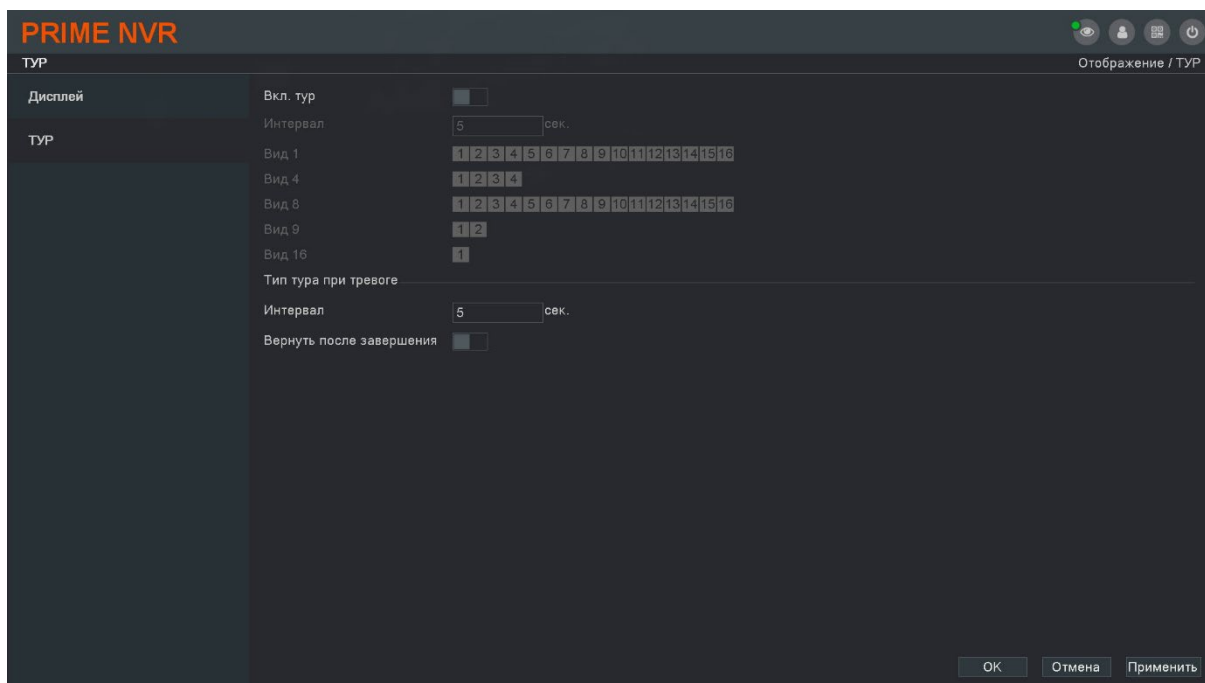 PRIME NVR
ТУР
Отображение / ТУР
Дисплей
ТУР
Вкл. тур
Интервал 5 сек.
Вид 1 1 2 3 4 5 6 7 8 9 10 11 12 13 14 15 16
Вид 4 1 2 3 4
Вид 8 1 2 3 4 5 6 7 8 9 10 11 12 13 14 15 16
Вид 9 1 2
Вид 16 1
Тип тура при тревоге
Интервал 5 сек.
Вернуть после завершения
OK Отмена Применить